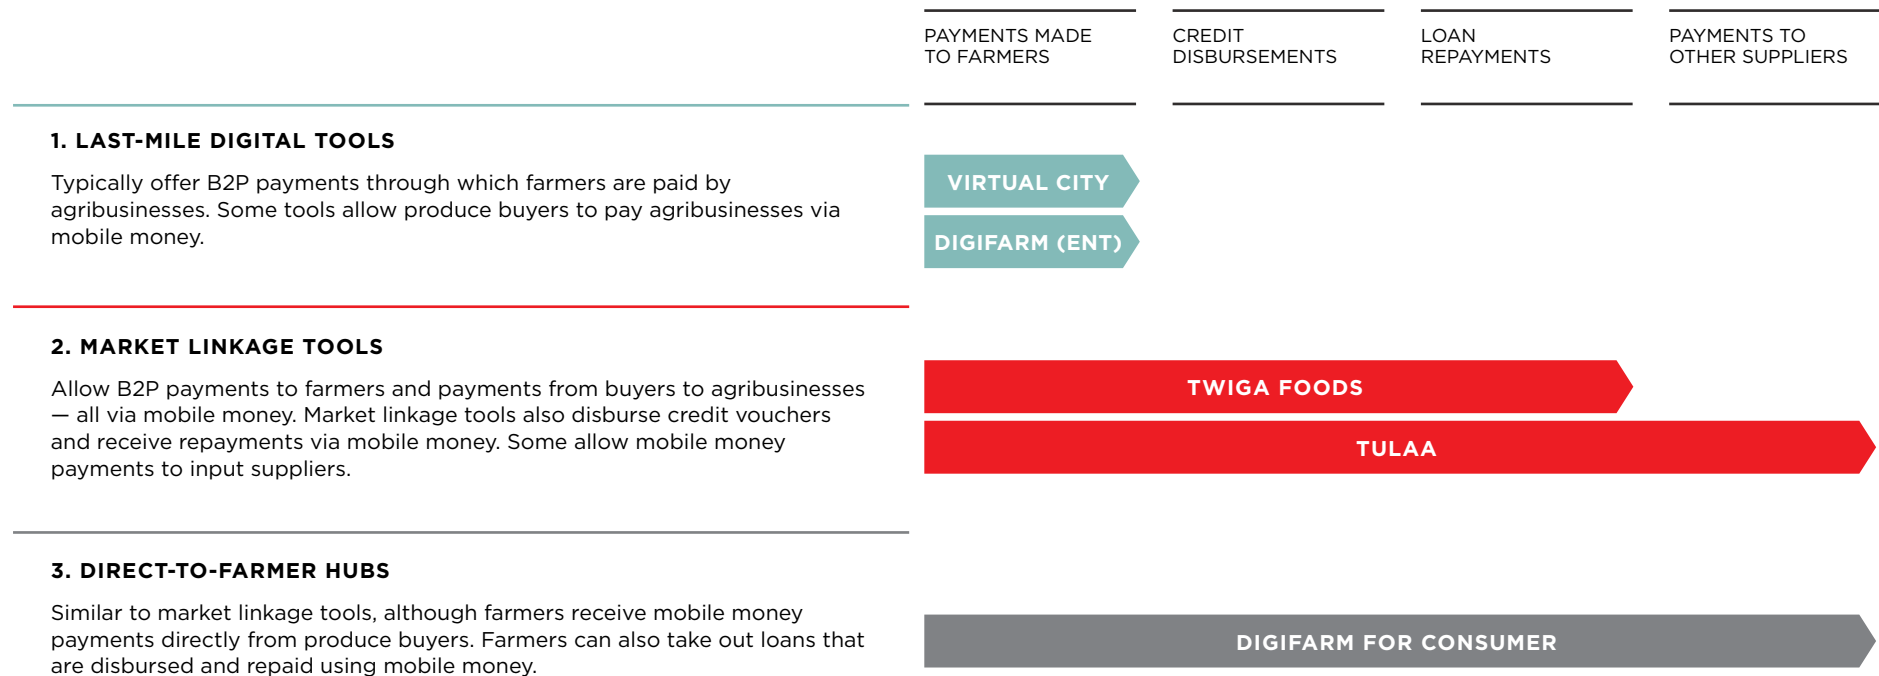 PAYMENTS MADE
TO FARMERS
CREDIT
DISBURSEMENTS
LOAN
REPAYMENTS
PAYMENTS TO
OTHER SUPPLIERS
1. LAST-MILE DIGITAL TOOLS
Typically offer B2P payments through which farmers are paid by
agribusinesses. Some tools allow produce buyers to pay agribusinesses via
mobile money.
VIRTUAL CITY
DIGIFARM (ENT)
2. MARKET LINKAGE TOOLS
Allow B2P payments to farmers and payments from buyers to agribusinesses
— all via mobile money. Market linkage tools also disburse credit vouchers
and receive repayments via mobile money. Some allow mobile money
payments to input suppliers.
TWIGA FOODS
TULAA
3. DIRECT-TO-FARMER HUBS
Similar to market linkage tools, although farmers receive mobile money
payments directly from produce buyers. Farmers can also take out loans that
are disbursed and repaid using mobile money.
DIGIFARM FOR CONSUMER